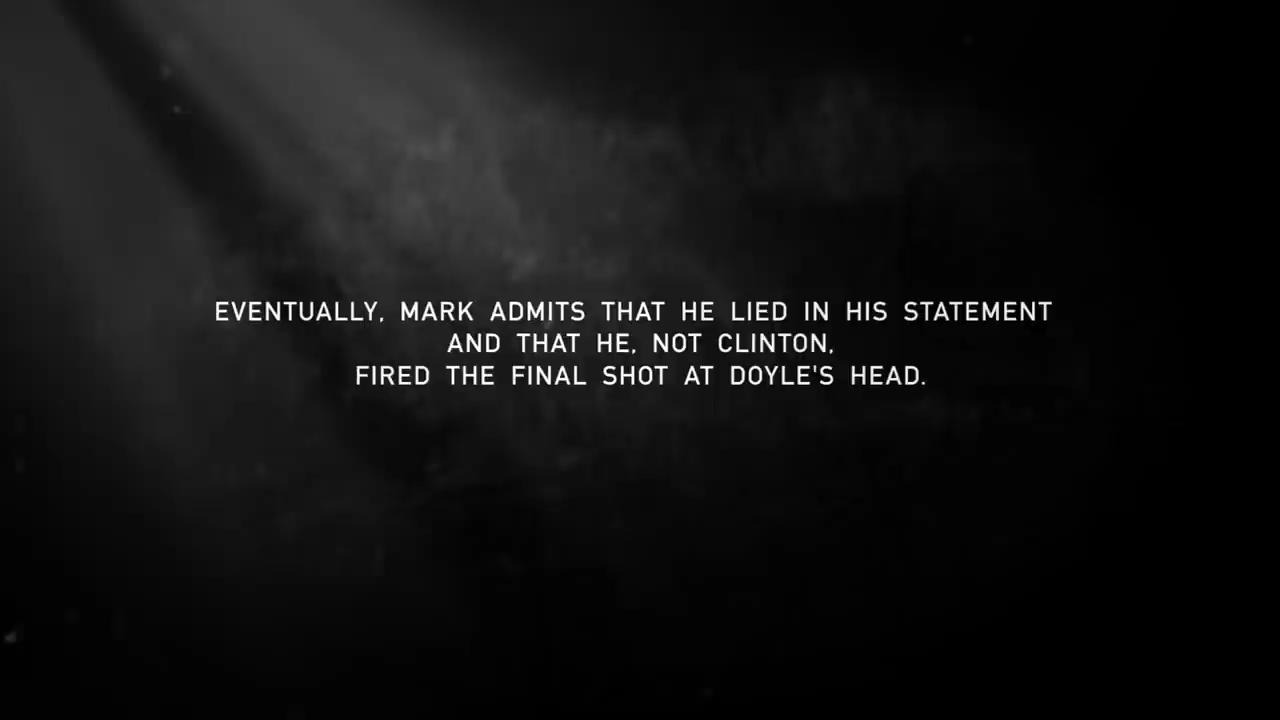 EVENTUALLY, MARK ADMITS THAT HE LIED IN HIS STATEMENT
AND THAT HE, NOT CLINTON,
FIRED THE FINAL SHOT AT DOYLE'S HEAD.